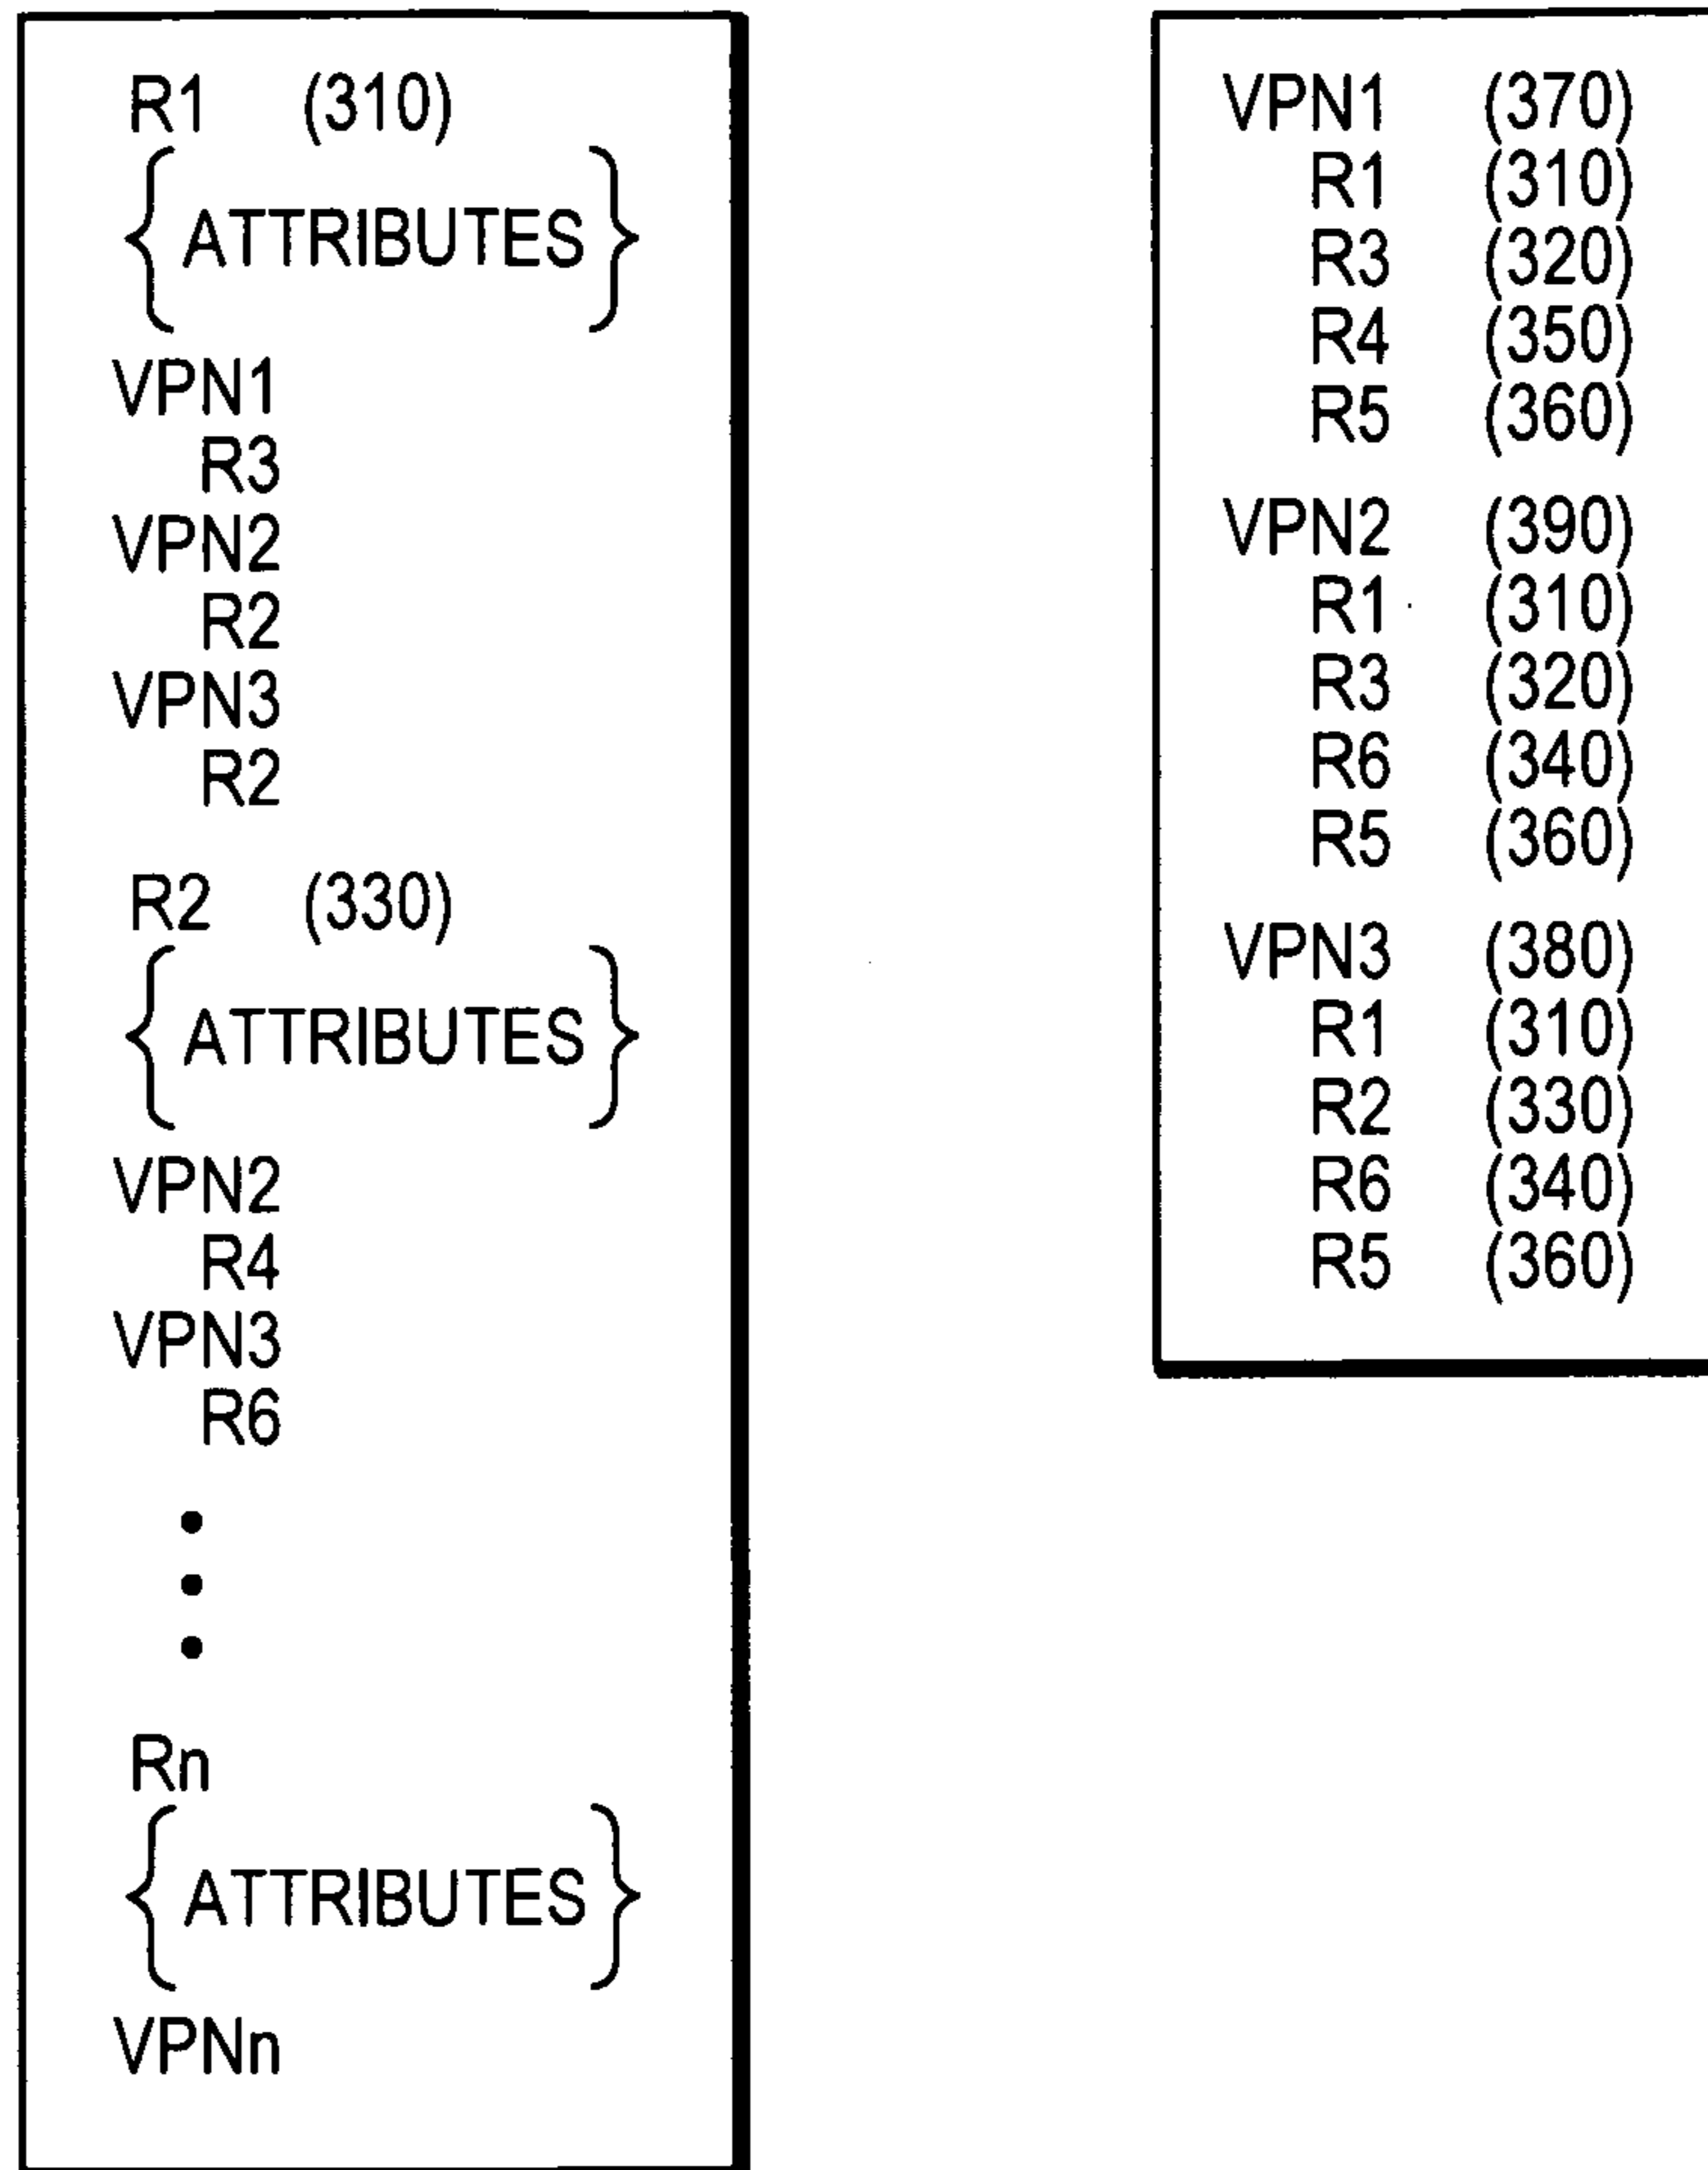 R1 (310)
{ATTRIBUTES}
VPN1
R3
VPN2
R2
VPN3
R2
R2 (330)
{ATTRIBUTES}
VPN2
R4
VPN3
R6
•
•
•
Rn
{ATTRIBUTES}
VPNn
VPN1 (370)
R1 (310)
R3 (320)
R4 (350)
R5 (360)
VPN2 (390)
R1 (310)
R3 (320)
R6 (340)
R5 (360)
VPN3 (380)
R1 (310)
R2 (330)
R6 (340)
R5 (360)